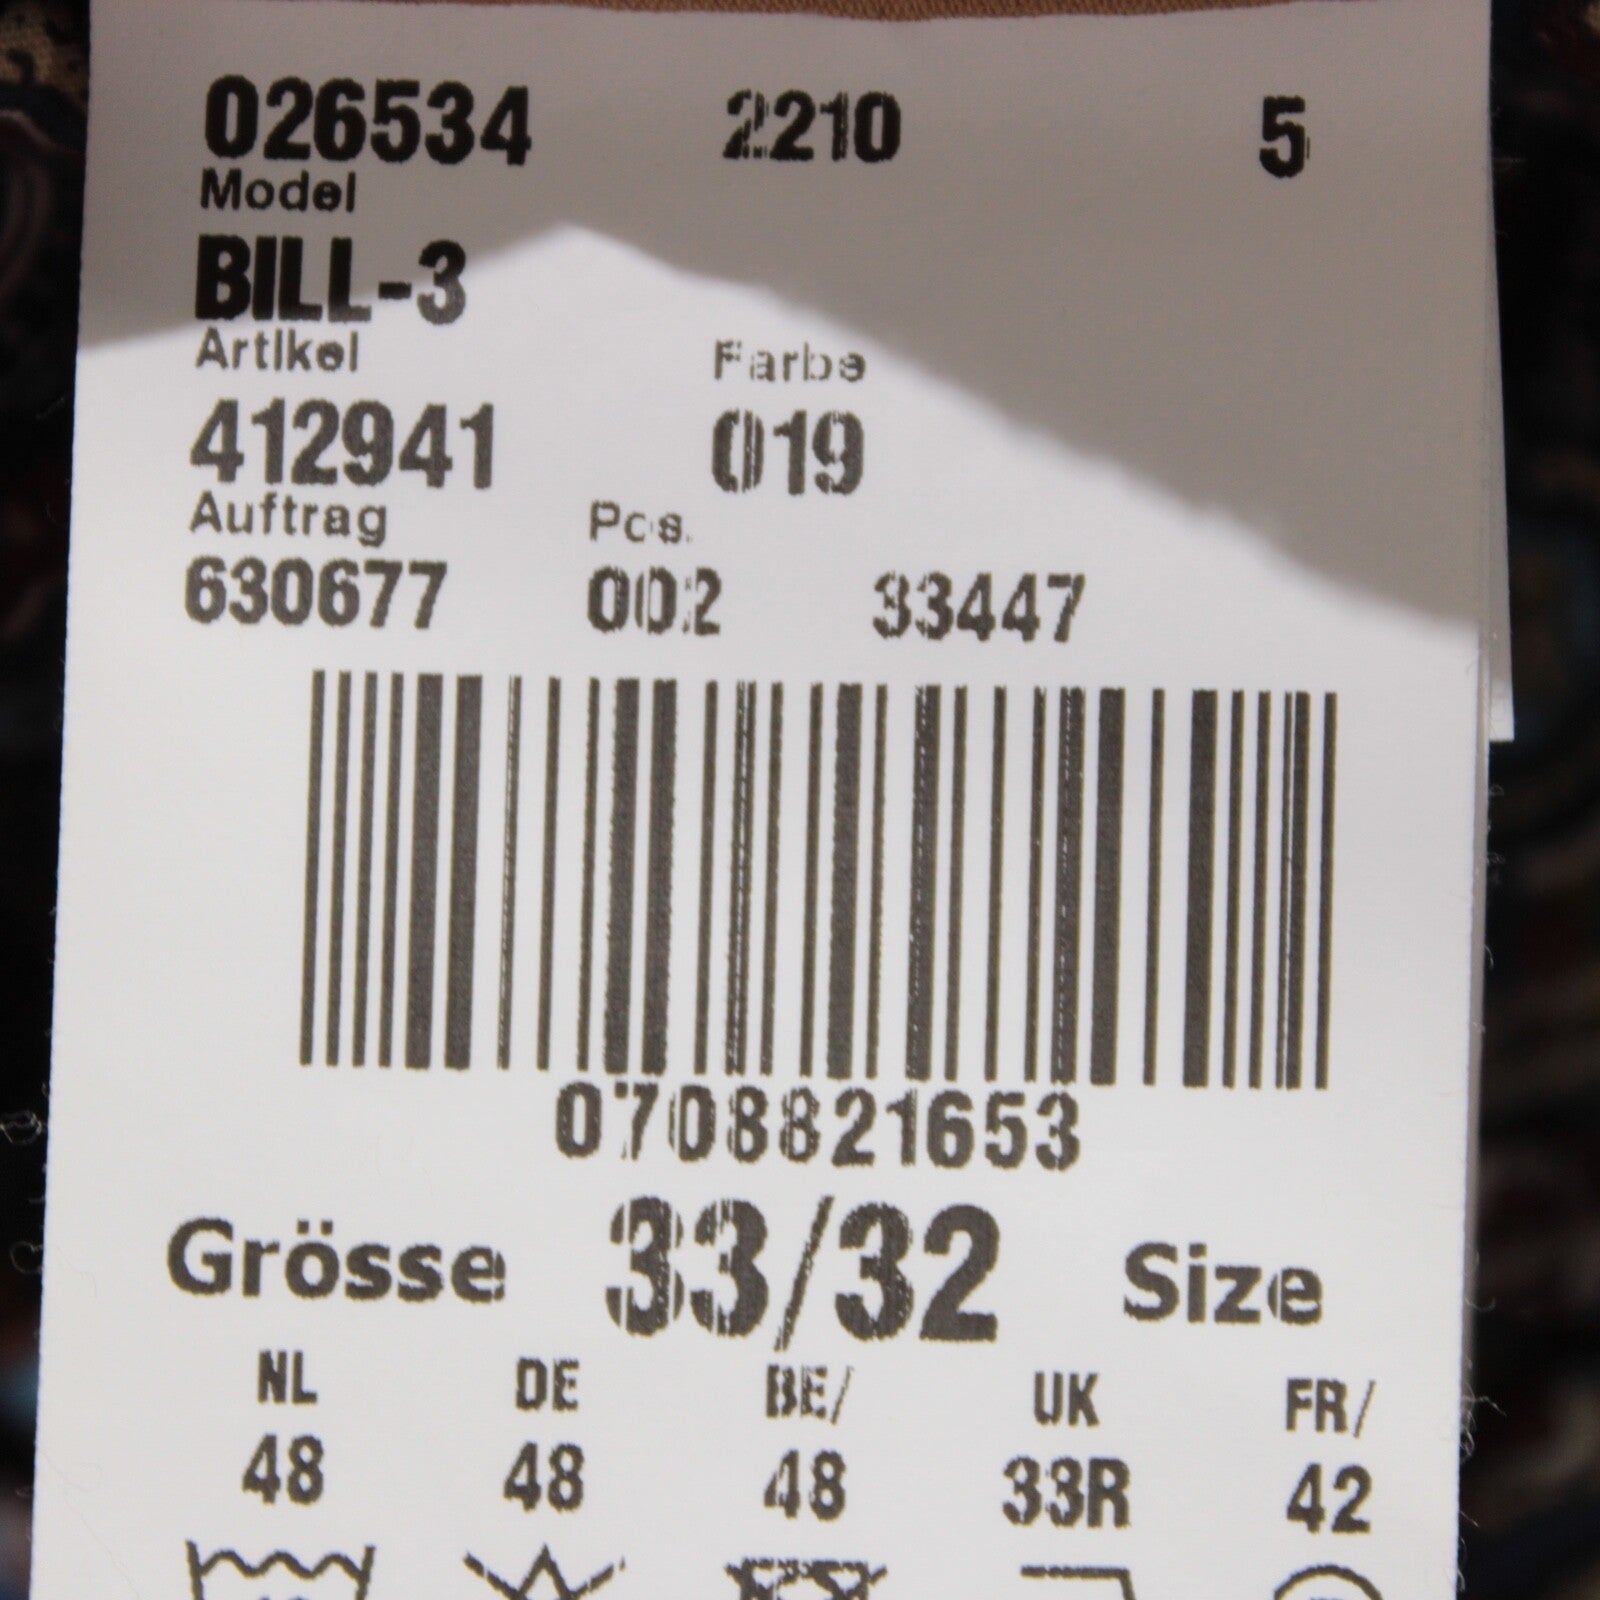 026534 2210 5
Model
BILL-3
Artikel Farbe
412941 019
Auftrag Pos.
630677 002 33447
0708821653
Grösse 33/32 Size
NL DE BE/ UK FR/
48 48 48 33R 42